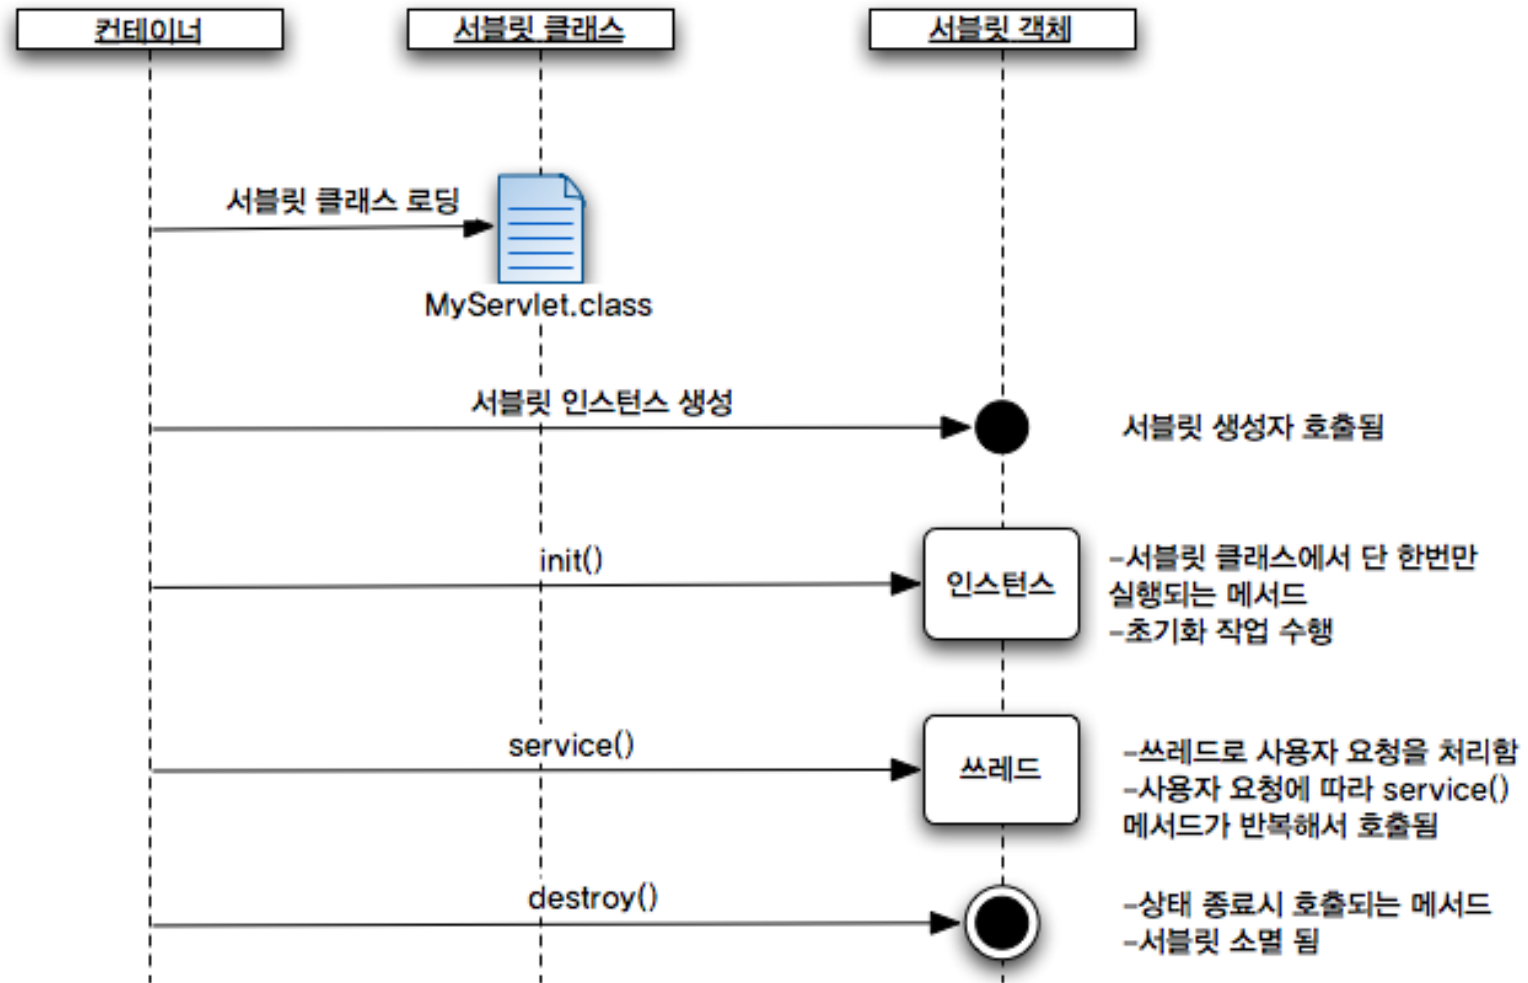 컨테이너
서블릿 클래스
서블릿 객체
서블릿 클래스 로딩
MyServlet.class
서블릿 인스턴스 생성
서블릿 생성자 호출됨
init()
인스턴스
-서블릿 클래스에서 단 한번만
실행되는 메서드
-초기화 작업 수행
service()
쓰레드
-쓰레드로 사용자 요청을 처리함
-사용자 요청에 따라 service()
메서드가 반복해서 호출됨
destroy()
-상태 종료시 호출되는 메서드
-서블릿 소멸 됨